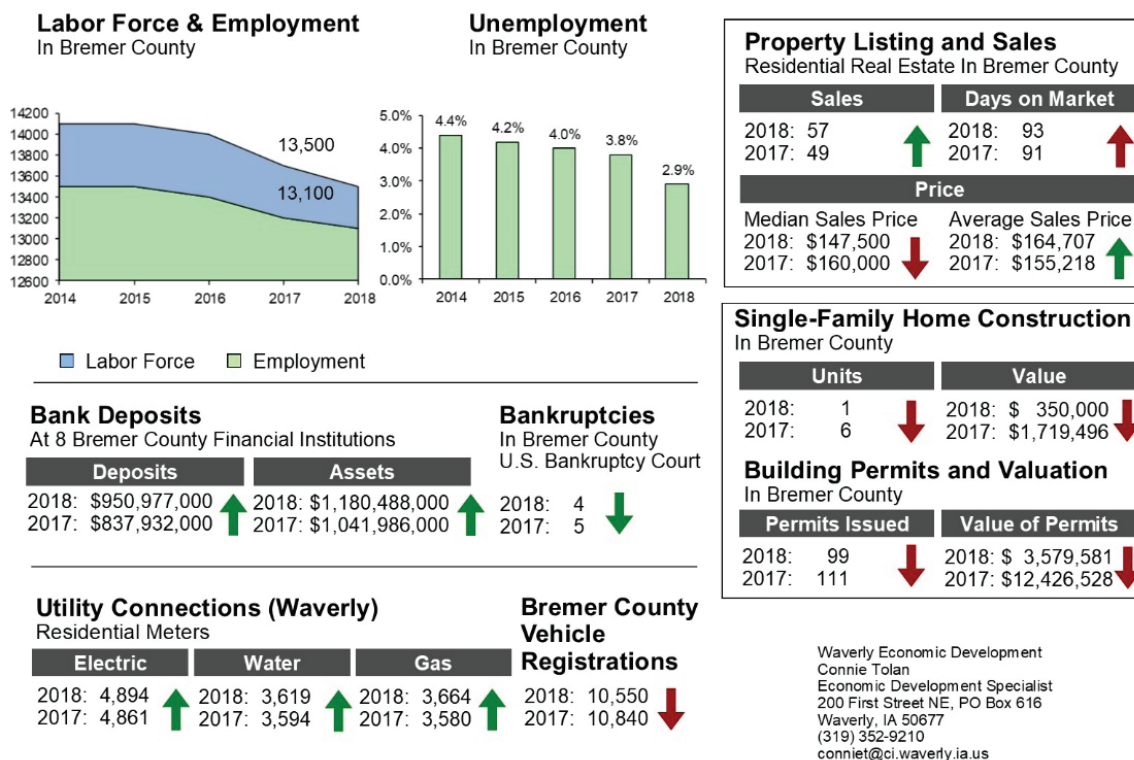 Labor Force & Employment
In Bremer County
14200
14000
13800
13600
13400
13200
13000
12800
12600
13,500
13,100
2014 2015 2016 2017 2018
Labor Force Employment
Unemployment
In Bremer County
5.0%
4.0%
3.0%
2.0%
1.0%
0.0%
4.4% 4.2% 4.0% 3.8% 2.9%
2014 2015 2016 2017 2018
Property Listing and Sales
Residential Real Estate In Bremer County
Sales Days on Market
2018: 57 2018: 93
2017: 49 2017: 91
Price
Median Sales Price Average Sales Price
2018: $147,500 2018: $164,707
2017: $160,000 2017: $155,218
Single-Family Home Construction
In Bremer County
Units Value
2018: 1 2018: $ 350,000
2017: 6 2017: $1,719,496
Building Permits and Valuation
In Bremer County
Permits Issued Value of Permits
2018: 99 2018: $ 3,579,581
2017: 111 2017: $12,426,528
Bank Deposits
At 8 Bremer County Financial Institutions
Deposits Assets
2018: $950,977,000 2018: $1,180,488,000
2017: $837,932,000 2017: $1,041,986,000
Bankruptcies
In Bremer County
U.S. Bankruptcy Court
2018: 4
2017: 5
Utility Connections (Waverly)
Residential Meters
Electric Water Gas
2018: 4,894 2018: 3,619 2018: 3,664
2017: 4,861 2017: 3,594 2017: 3,580
Bremer County
Vehicle
Registrations
2018: 10,550
2017: 10,840
Waverly Economic Development
Connie Tolan
Economic Development Specialist
200 First Street NE, PO Box 616
Waverly, IA 50677
(319) 352-9210
conniet@ci.waverly.ia.us